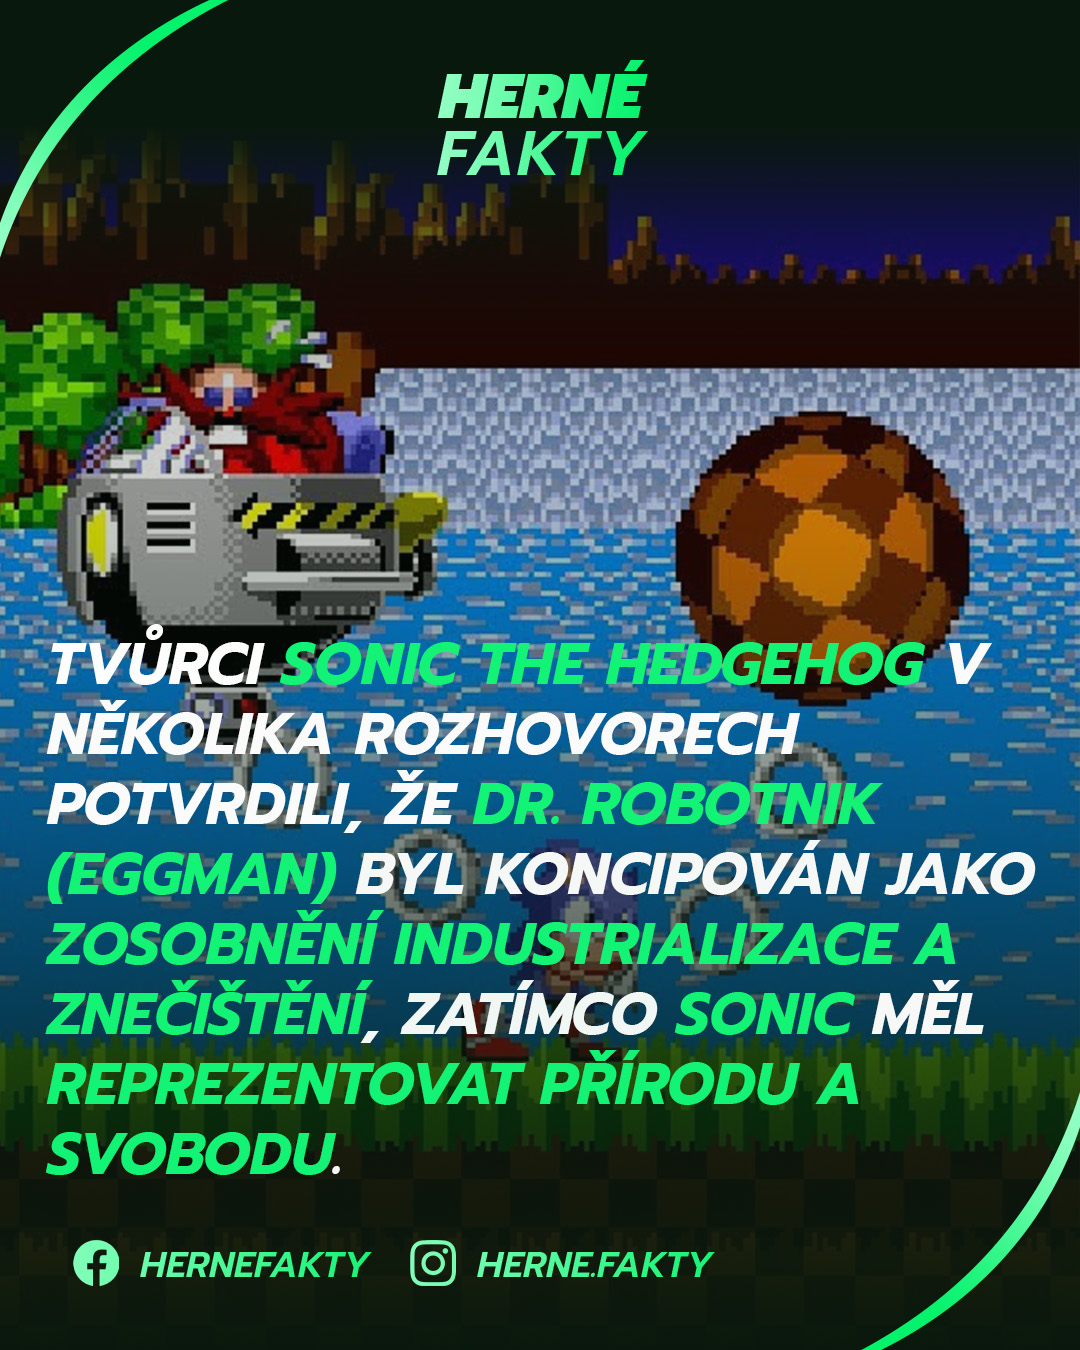 HERNÉ
FAKTY
TVŮRCI SONIC THE HEDGEHOG V
NĚKOLIKA ROZHOVORECH
POTVRDILI, ŽE DR. ROBOTNIK
(EGGMAN) BYL KONCIPOVÁN JAKO
ZOSOBNĚNÍ INDUSTRIALIZACE A
ZNEČIŠTĚNÍ, ZATÍMCO SONIC MĚL
REPREZENTOVAT PŘÍRODU A
SVOBODU.
HERNEFAKTY HERNE.FAKTY